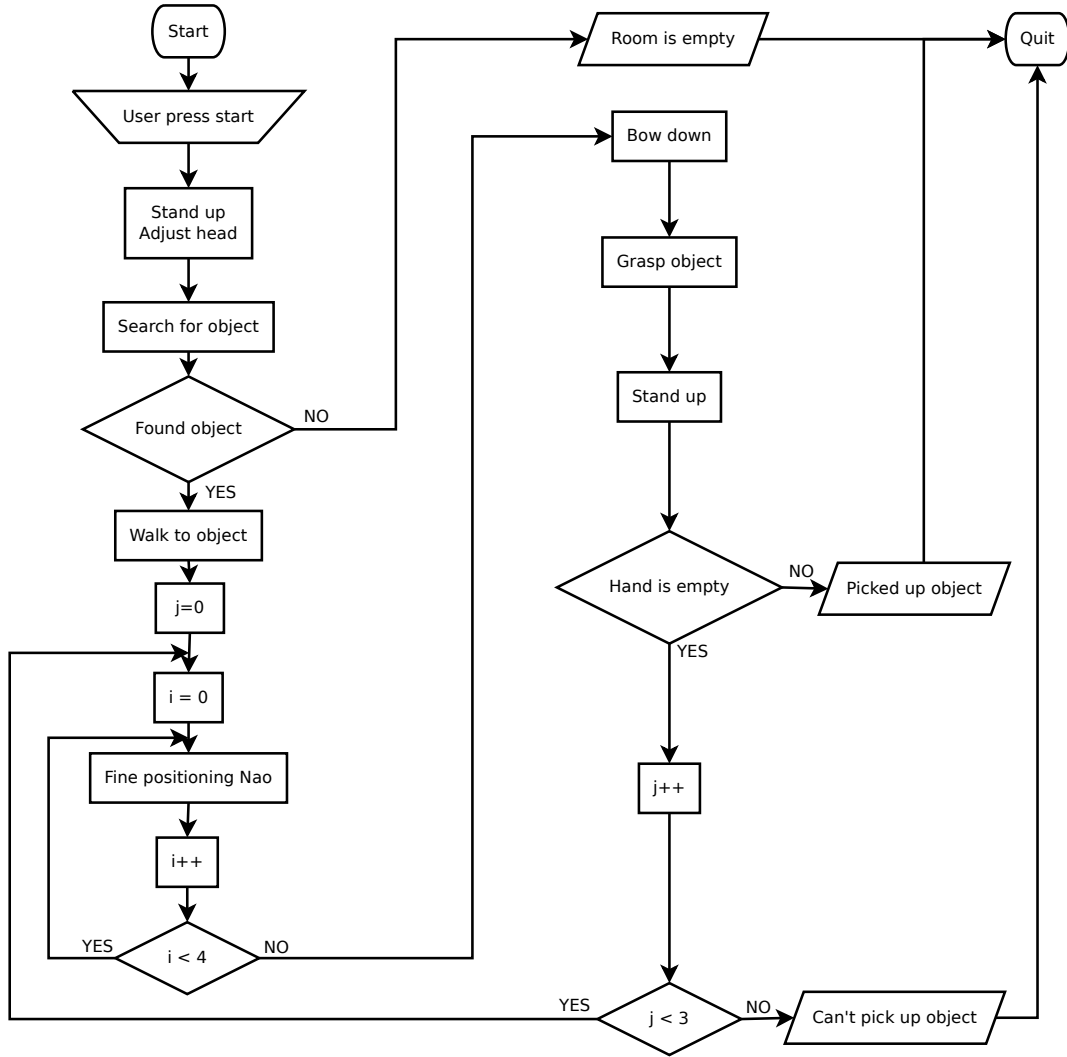 Start
User press start
Stand up
Adjust head
Search for object
Found object
NO
YES
Walk to object
j=0
i = 0
Fine positioning Nao
i++
i < 4
YES
NO
Room is empty
Quit
Bow down
Grasp object
Stand up
Hand is empty
NO
Picked up object
YES
j++
j < 3
YES
NO
Can't pick up object